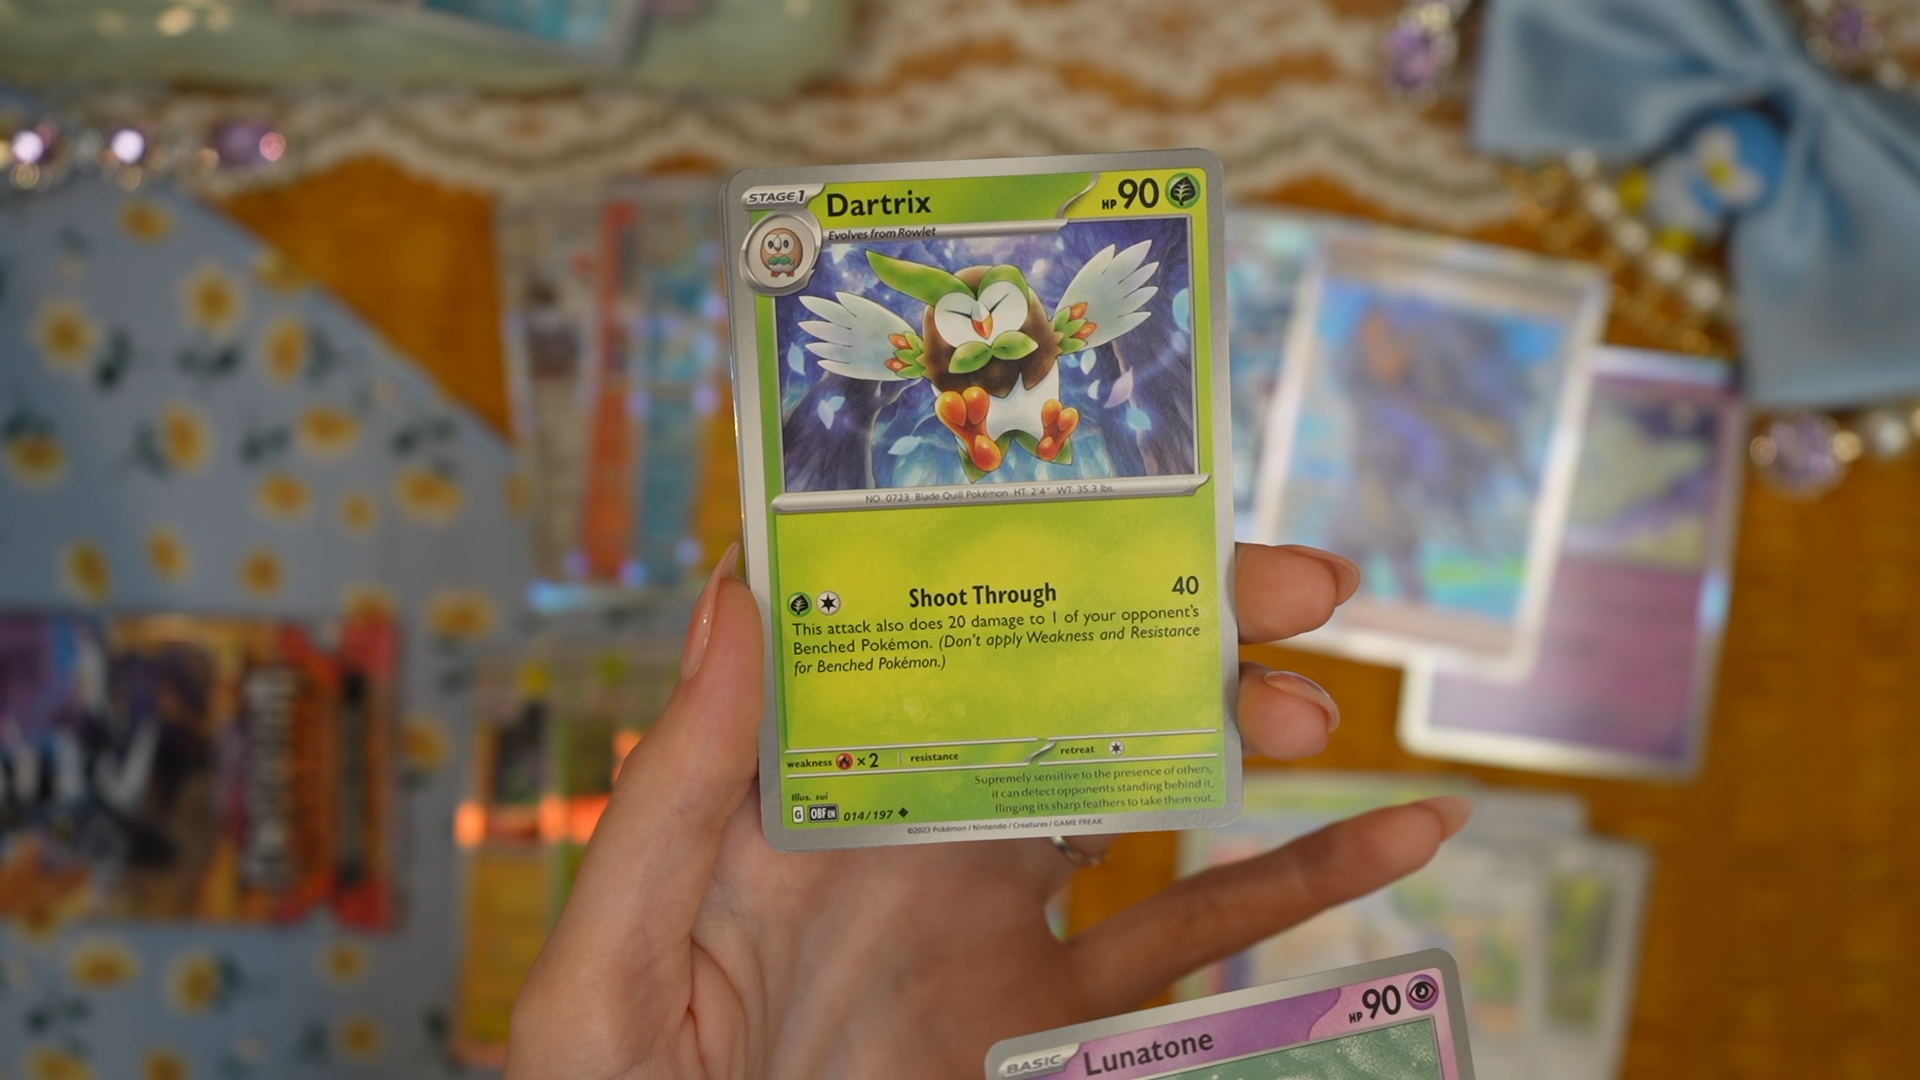 STAGE1 Dartrix HP 90
Evolves from Rowlet
NO. 0723 Blade Quill Pokémon HT: 2'4" WT: 35.3 lbs.
Shoot Through 40
This attack also does 20 damage to 1 of your opponent's
Benched Pokémon. (Don't apply Weakness and Resistance
for Benched Pokémon.)
weakness ×2 resistance retreat
Supremely sensitive to the presence of others,
it can detect opponents standing behind it,
flinging its sharp feathers to take them out.
Illus. sui
G OBF EN 014/197
©2023 Pokémon / Nintendo / Creatures / GAME FREAK
BASIC Lunatone HP 90